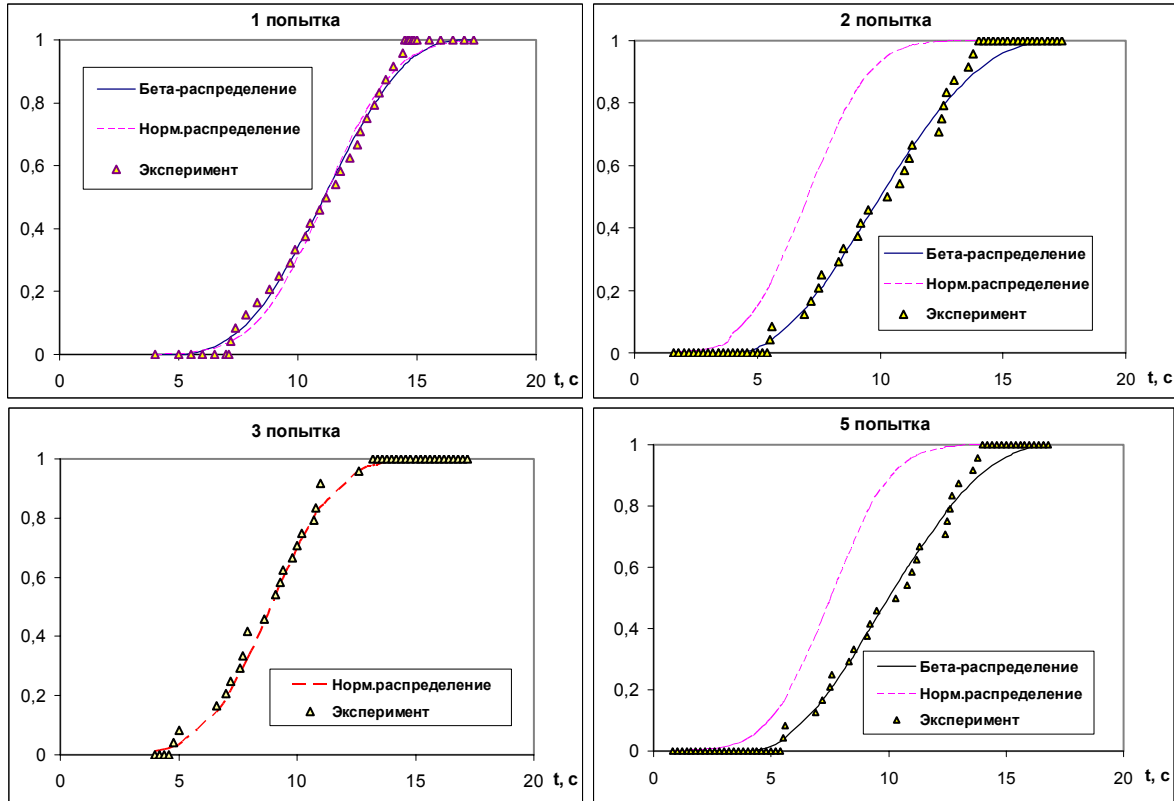 1 попытка
1
0,8
0,6
0,4
0,2
0
0
5
10
15
20
t, с
Бета-распределение
Норм.распределение
Эксперимент
2 попытка
1
0,8
0,6
0,4
0,2
0
0
5
10
15
20
t, с
Бета-распределение
Норм.распределение
Эксперимент
3 попытка
1
0,8
0,6
0,4
0,2
0
0
5
10
15
20
t, с
Норм.распределение
Эксперимент
5 попытка
1
0,8
0,6
0,4
0,2
0
0
5
10
15
20
t, с
Бета-распределение
Норм.распределение
Эксперимент